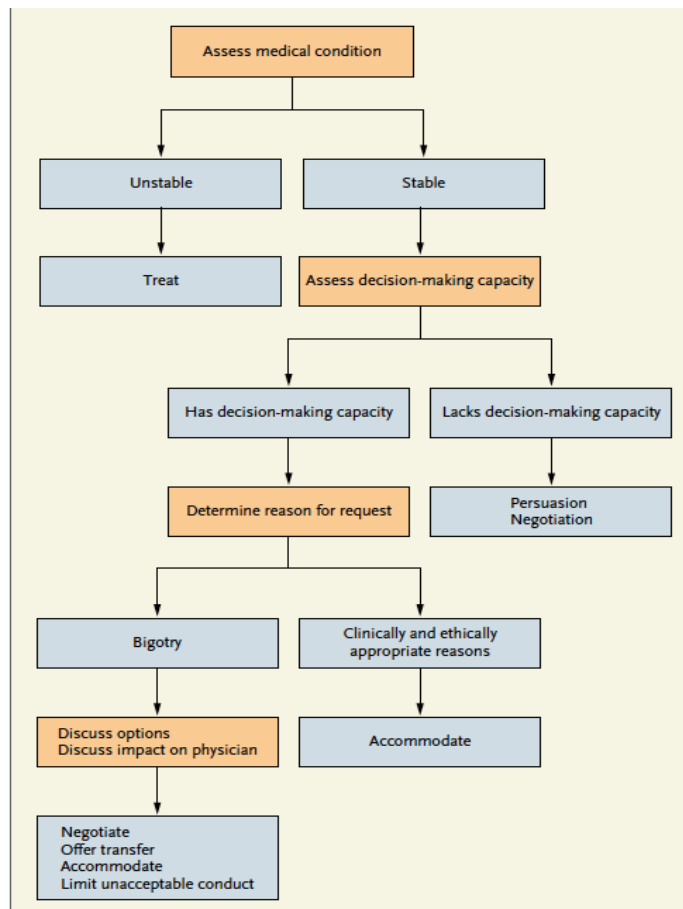 Assess medical condition
Unstable
Stable
Treat
Assess decision-making capacity
Has decision-making capacity
Lacks decision-making capacity
Determine reason for request
Persuasion
Negotiation
Bigotry
Clinically and ethically
appropriate reasons
Discuss options
Discuss impact on physician
Accommodate
Negotiate
Offer transfer
Accommodate
Limit unacceptable conduct